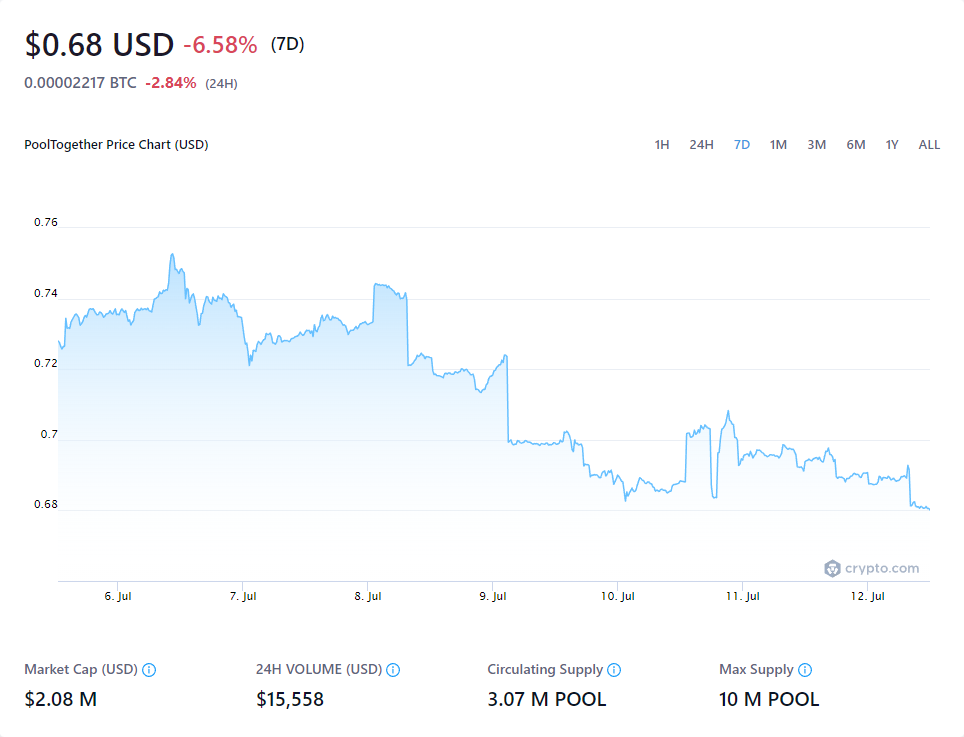 $0.68 USD -6.58% (7D)
0.00002217 BTC -2.84% (24H)
PoolTogether Price Chart (USD) 1H 24H 7D 1M 3M 6M 1Y ALL
0.76
0.74
0.72
0.7
0.68
crypto.com
6. Jul 7. Jul 8. Jul 9. Jul 10. Jul 11. Jul 12. Jul
Market Cap (USD) 24H VOLUME (USD) Circulating Supply Max Supply
$2.08 M $15,558 3.07 M POOL 10 M POOL